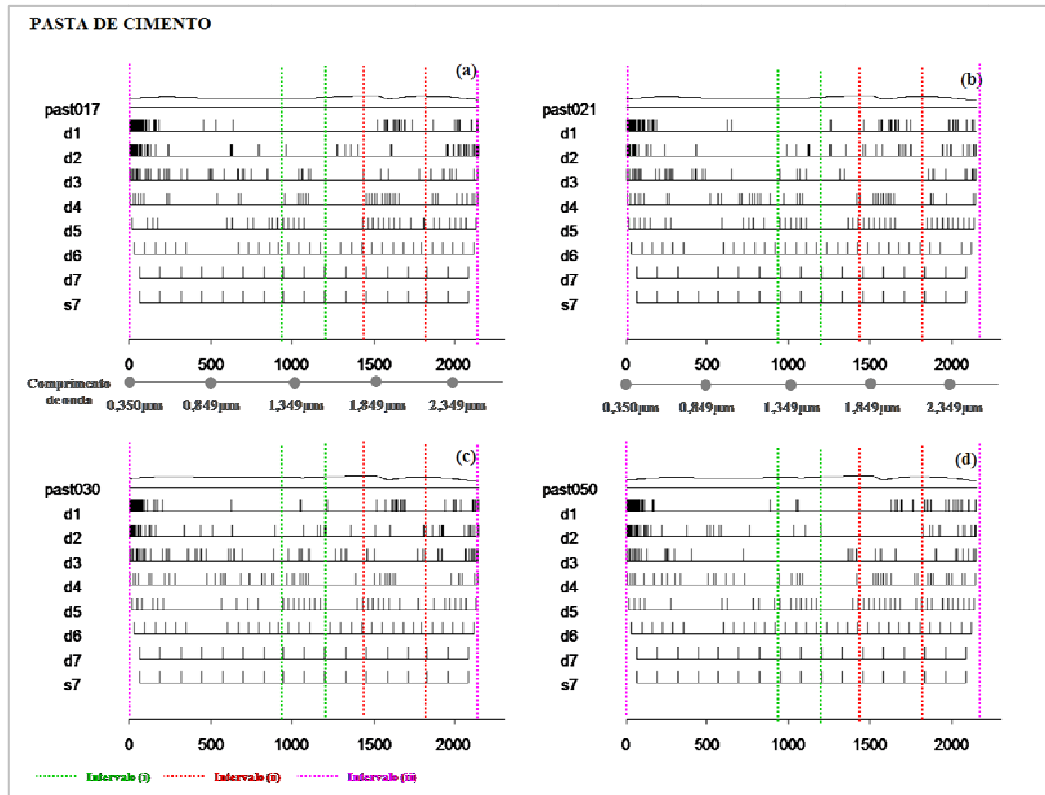 PASTA DE CIMENTO
(a)
past017
d1
d2
d3
d4
d5
d6
d7
s7
0 500 1000 1500 2000
(b)
past021
d1
d2
d3
d4
d5
d6
d7
s7
0 500 1000 1500 2000
Comprimento
de onda
0,350µm 0,849µm 1,349µm 1,849µm 2,349µm
0,350µm 0,849µm 1,349µm 1,849µm 2,349µm
(c)
past030
d1
d2
d3
d4
d5
d6
d7
s7
0 500 1000 1500 2000
(d)
past050
d1
d2
d3
d4
d5
d6
d7
s7
0 500 1000 1500 2000
Intervalo (i) Intervalo (ii) Intervalo (iii)